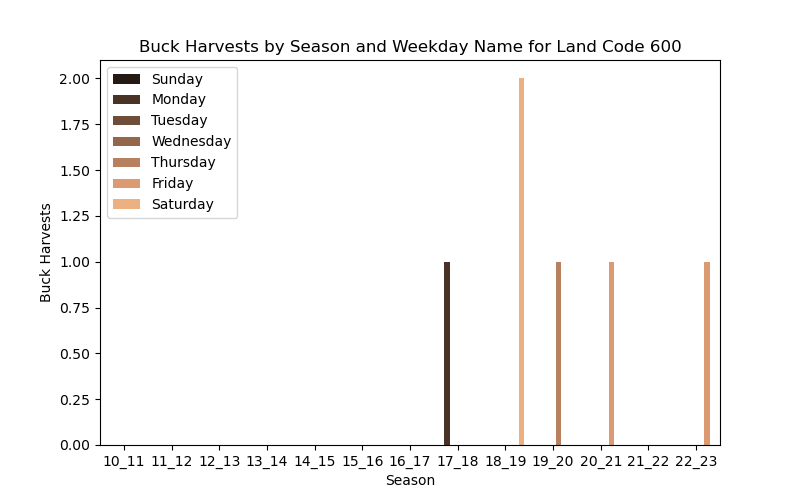 Buck Harvests by Season and Weekday Name for Land Code 600
Sunday
Monday
Tuesday
Wednesday
Thursday
Friday
Saturday
2.00
1.75
1.50
1.25
1.00
0.75
0.50
0.25
0.00
Buck Harvests
10_11 11_12 12_13 13_14 14_15 15_16 16_17 17_18 18_19 19_20 20_21 21_22 22_23
Season